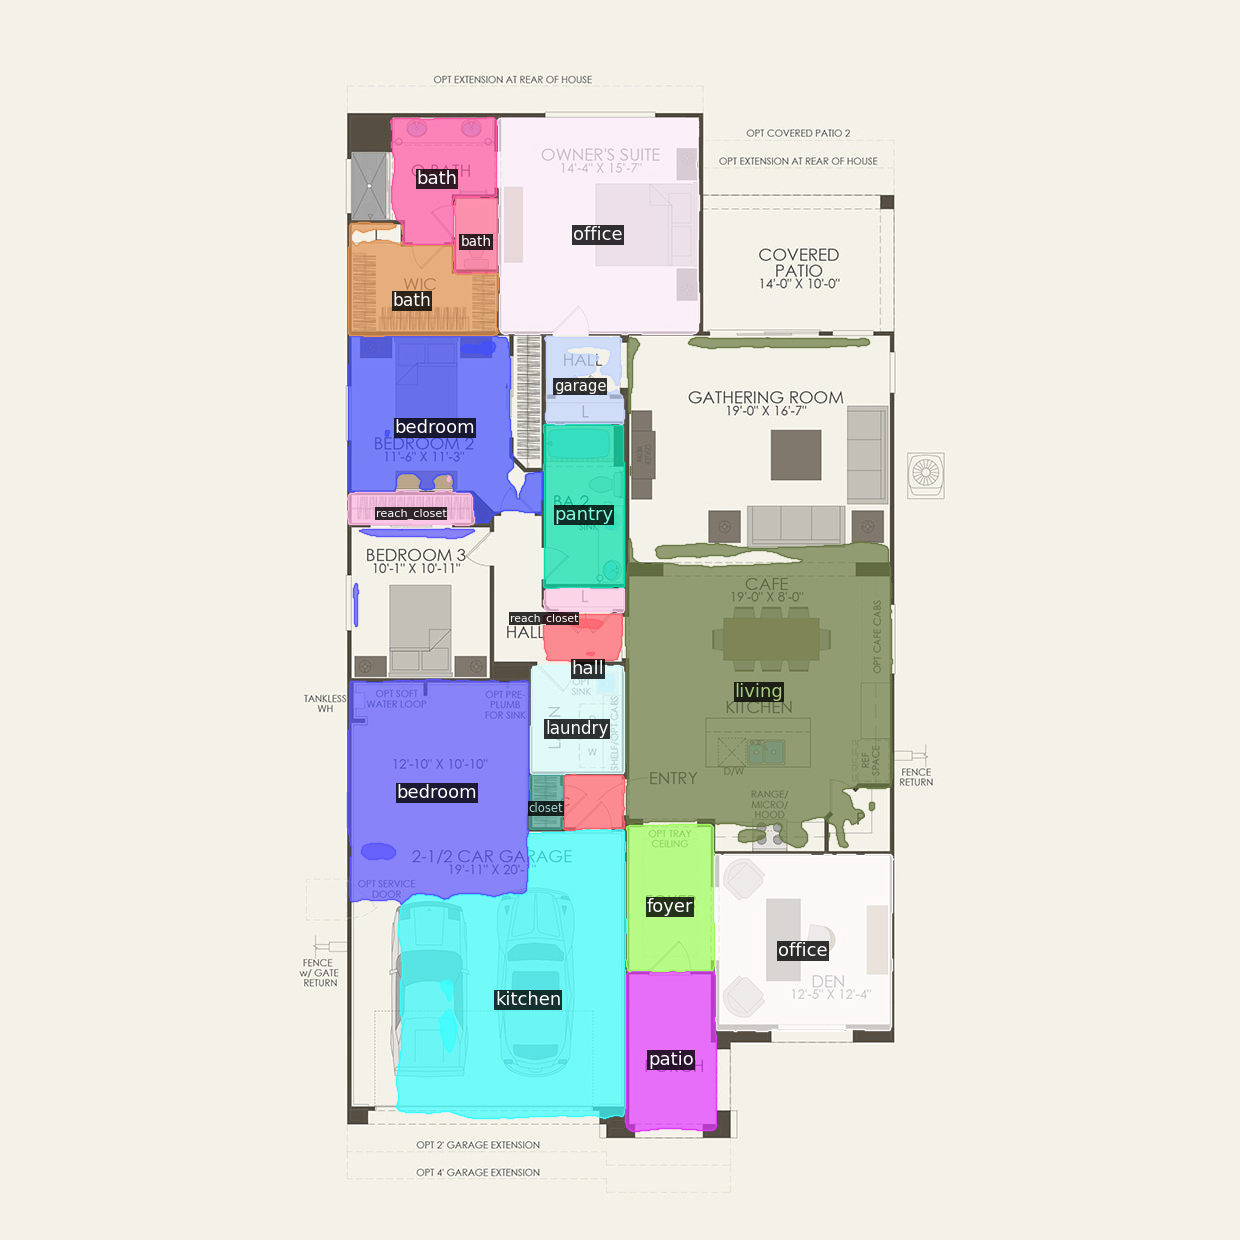 OPT EXTENSION AT REAR OF HOUSE
OPT COVERED PATIO 2
OPT EXTENSION AT REAR OF HOUSE
OWNER'S SUITE
14'-4" X 15'-7"
bath
office
bath
COVERED
PATIO
14'-0" X 10'-0"
WIC
bath
HALL
garage
L
GATHERING ROOM
19'-0" X 16'-7"
bedroom
BEDROOM 2
11'-6" X 11'-3"
reach_closet
BA 2
pantry
SINK
BEDROOM 3
10'-1" X 10'-11"
CAFE
19'-0" X 8'-0"
OPT CAFE CABS
L
reach_closet
HALL
hall
living
KITCHEN
TANKLESS
WH
OPT SOFT
WATER LOOP
OPT PRE-
PLUMB
FOR SINK
OPT
SINK
laundry
W
SHELF/OPT CABS
12'-10" X 10'-10"
bedroom
closet
ENTRY
D/W
REF
SPACE
FENCE
RETURN
RANGE/
MICRO/
HOOD
OPT TRAY
CEILING
2-1/2 CAR GARAGE
OPT SERVICE
DOOR
foyer
office
DEN
12'-5" X 12'-4"
FENCE
w/ GATE
RETURN
kitchen
patio
OPT 2' GARAGE EXTENSION
OPT 4' GARAGE EXTENSION